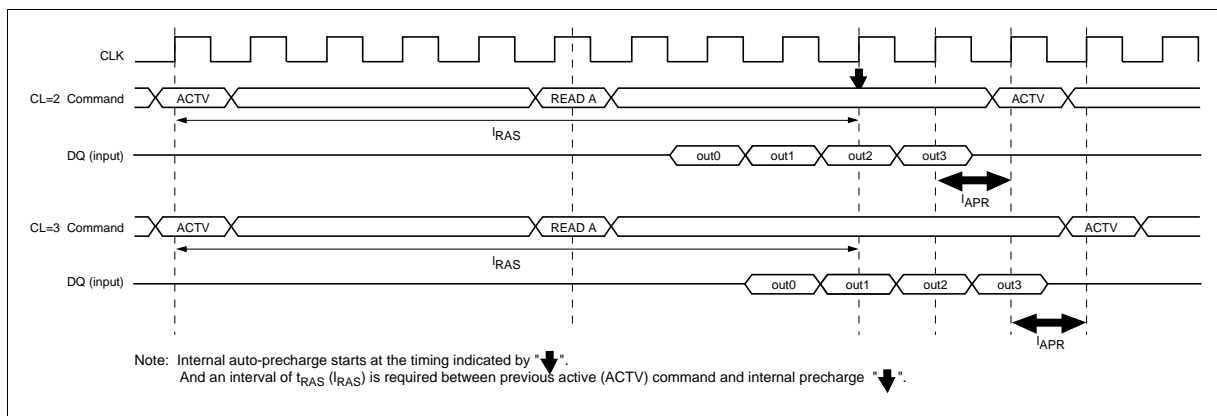 CLK
CL=2 Command ACTV READ A ACTV
lRAS
DQ (input) out0 out1 out2 out3
lAPR
CL=3 Command ACTV READ A ACTV
lRAS
DQ (input) out0 out1 out2 out3
lAPR
Note: Internal auto-precharge starts at the timing indicated by " ".
And an interval of tRAS (lRAS) is required between previous active (ACTV) command and internal precharge " ".